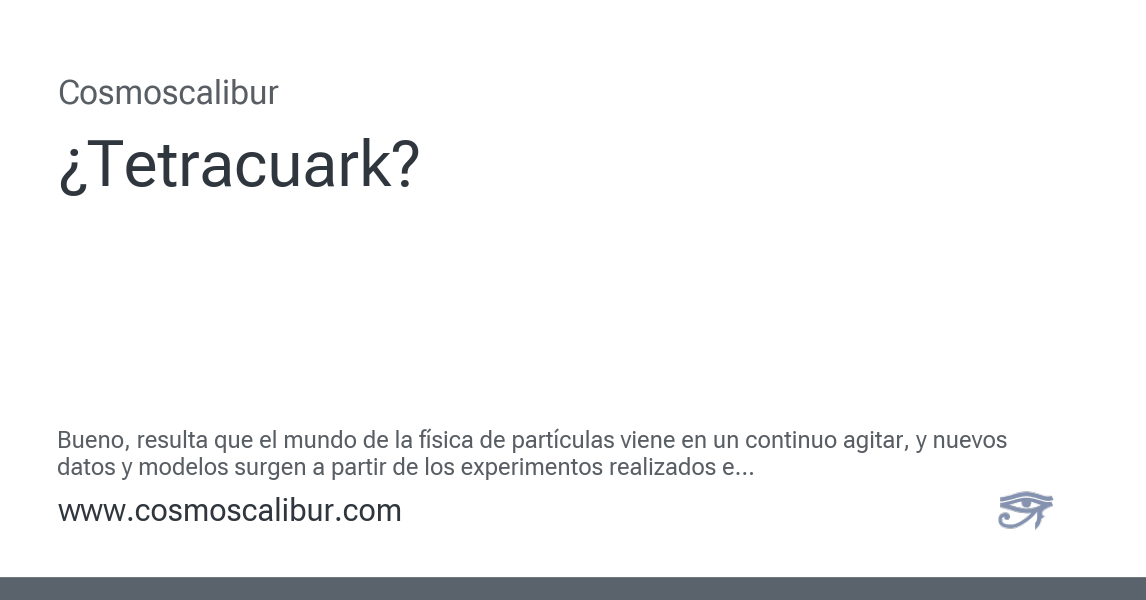 Cosmoscalibur
¿Tetracuark?
Bueno, resulta que el mundo de la física de partículas viene en un continuo agitar, y nuevos
datos y modelos surgen a partir de los experimentos realizados e...
www.cosmoscalibur.com